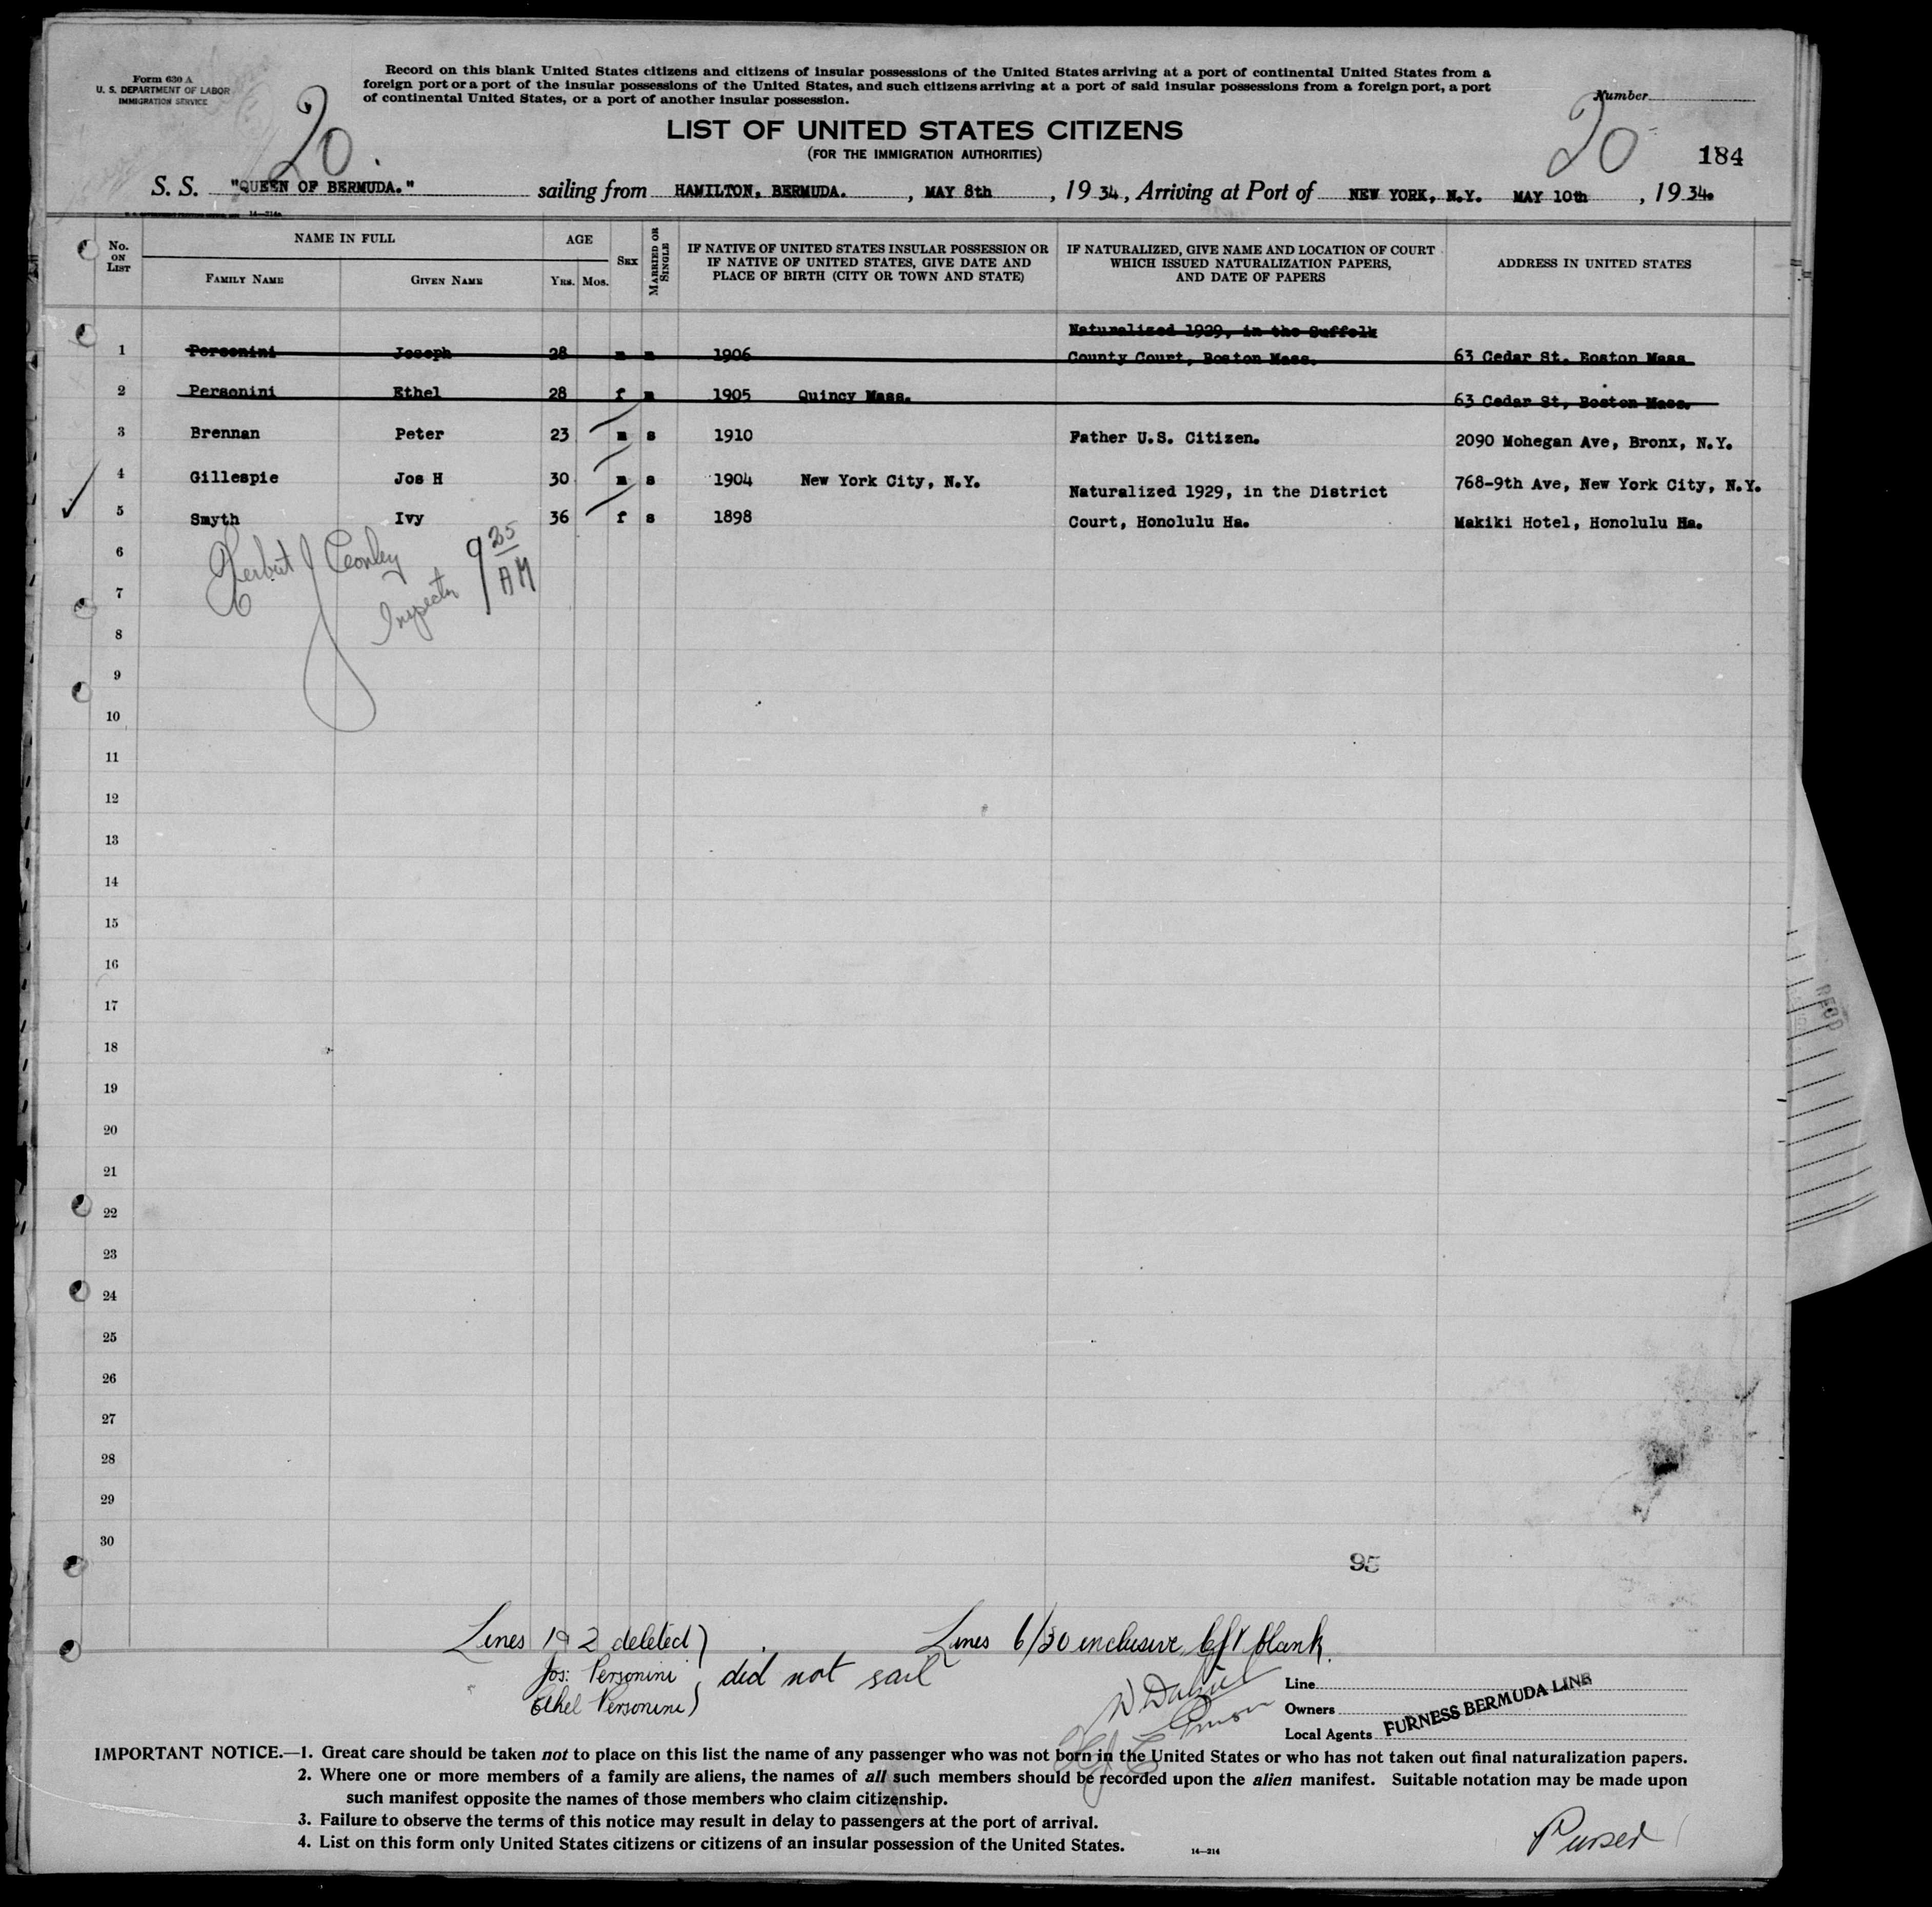 Form 630 A
U. S. DEPARTMENT OF LABOR
IMMIGRATION SERVICE
Record on this blank United States citizens and citizens of insular possessions of the United States arriving at a port of continental United States from a
foreign port or a port of the insular possessions of the United States, and such citizens arriving at a port of said insular possessions from a foreign port, a port
of continental United States, or a port of another insular possession.
Number
20
20
184
LIST OF UNITED STATES CITIZENS
(FOR THE IMMIGRATION AUTHORITIES)
S. S. "QUEEN OF BERMUDA." sailing from HAMILTON, BERMUDA. , MAY 8th , 19 34 , Arriving at Port of NEW YORK, N.Y. MAY 10th , 19 34.
No. ON LIST
NAME IN FULL
FAMILY NAME GIVEN NAME
AGE
YRS. MOS.
SEX
MARRIED OR SINGLE
IF NATIVE OF UNITED STATES INSULAR POSSESSION OR
IF NATIVE OF UNITED STATES, GIVE DATE AND
PLACE OF BIRTH (CITY OR TOWN AND STATE)
IF NATURALIZED, GIVE NAME AND LOCATION OF COURT
WHICH ISSUED NATURALIZATION PAPERS,
AND DATE OF PAPERS
ADDRESS IN UNITED STATES
Naturalized 1929, in the Suffolk
1 Personini Joseph 28 m m 1906 County Court, Boston Mass. 63 Cedar St. Boston Mass
2 Personini Ethel 28 f m 1905 Quincy Mass. 63 Cedar St, Boston Mass.
3 Brennan Peter 23 m s 1910 Father U.S. Citizen. 2090 Mohegan Ave, Bronx, N.Y.
4 Gillespie Jos H 30 m s 1904 New York City, N.Y. 768-9th Ave, New York City, N.Y.
Naturalized 1929, in the District
5 Smyth Ivy 36 f s 1898 Court, Honolulu Ha. Makiki Hotel, Honolulu Ha.
Herbert J
Inspector
9 25 AM
6
7
8
9
10
11
12
13
14
15
16
17
18
19
20
21
22
23
24
25
26
27
28
29
30
95
Lines 1 & 2 deleted)
Jos: Personini
Ethel Personini) did not sail
Lines 6/30 inclusive left blank.
Line
Owners
Local Agents FURNESS BERMUDA LINE
IMPORTANT NOTICE.—1. Great care should be taken not to place on this list the name of any passenger who was not born in the United States or who has not taken out final naturalization papers.
2. Where one or more members of a family are aliens, the names of all such members should be recorded upon the alien manifest. Suitable notation may be made upon
such manifest opposite the names of those members who claim citizenship.
3. Failure to observe the terms of this notice may result in delay to passengers at the port of arrival.
4. List on this form only United States citizens or citizens of an insular possession of the United States.
14—214
Purser